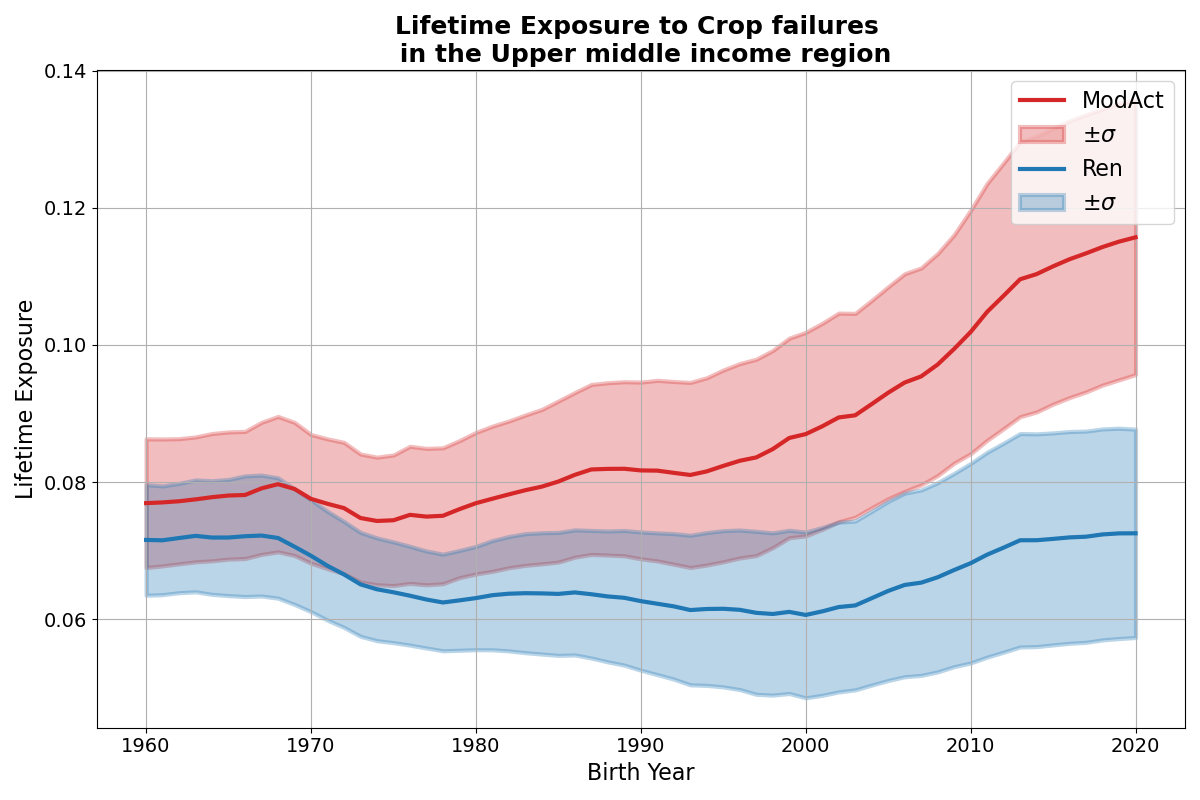 Lifetime Exposure to Crop failures
in the Upper middle income region
Lifetime Exposure
0.14
0.12
0.10
0.08
0.06
1960 1970 1980 1990 2000 2010 2020
Birth Year
ModAct
±σ
Ren
±σ